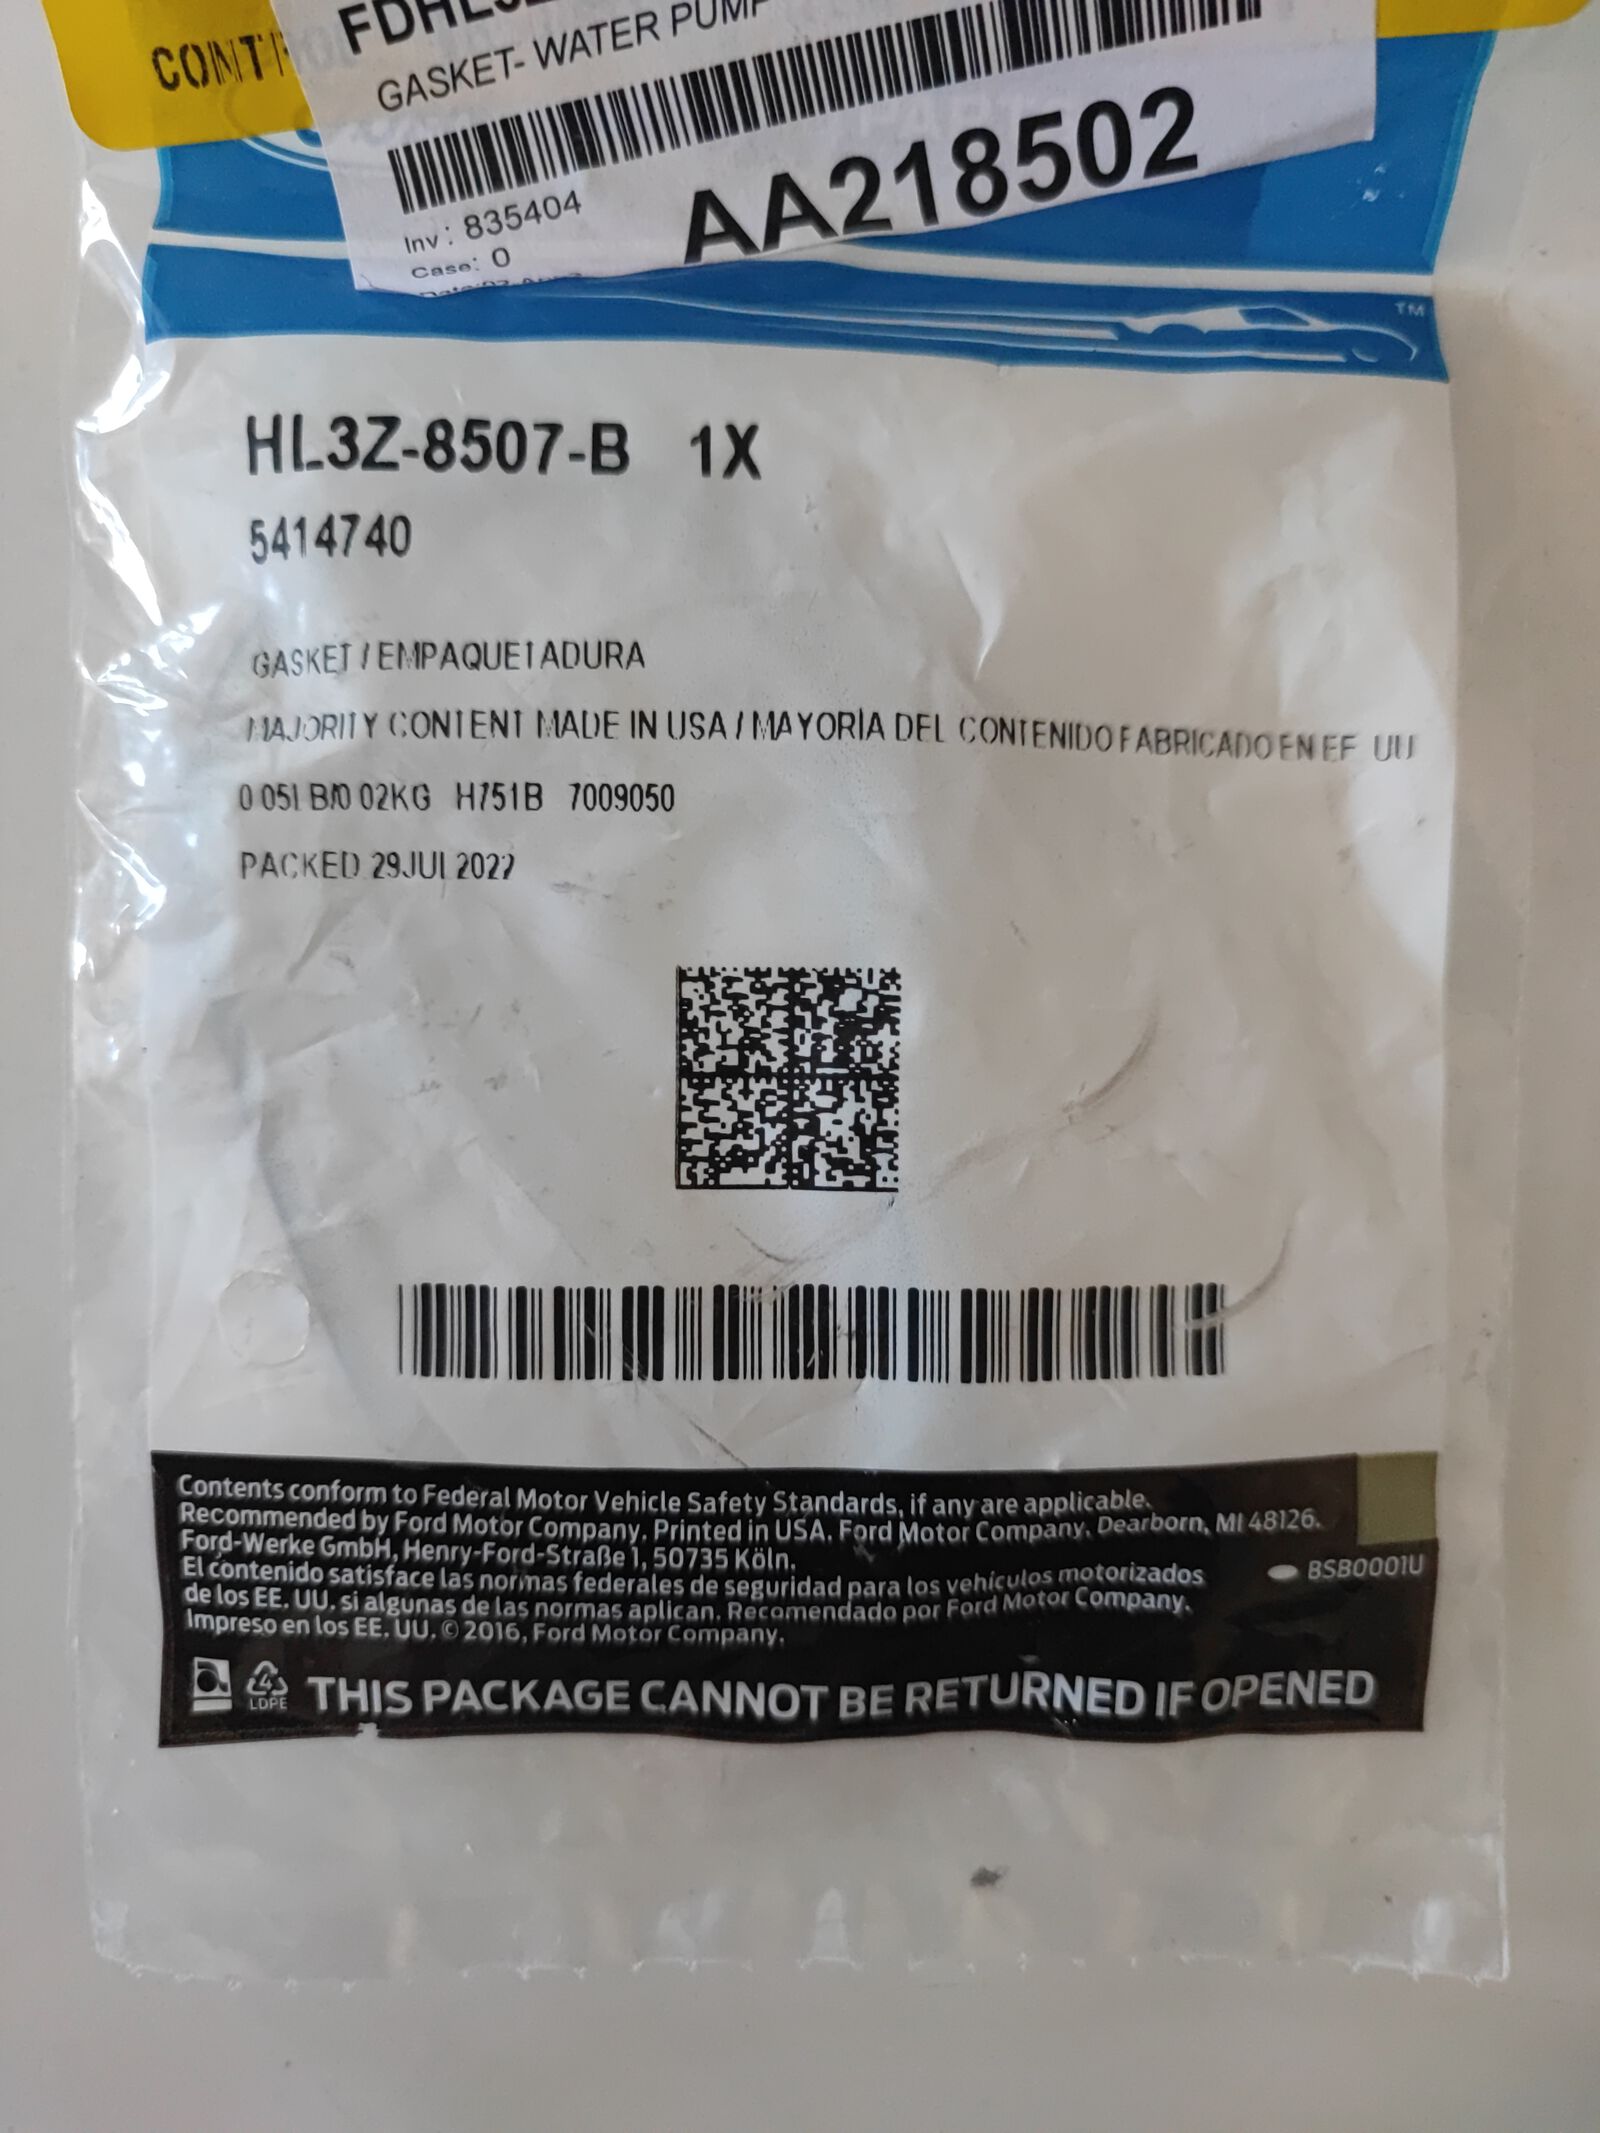 GASKET- WATER PUMP
Inv: 835404
AA218502
Case: 0
TM
HL3Z-8507-B 1X
5414740
GASKET / EMPAQUETADURA
MAJORITY CONTENT MADE IN USA / MAYORIA DEL CONTENIDO FABRICADO EN EE UU
0 05LB/0 02KG H751B 7009050
PACKED 29JUL2022
Contents conform to Federal Motor Vehicle Safety Standards, if any are applicable.
Recommended by Ford Motor Company, Printed in USA, Ford Motor Company, Dearborn, MI 48126.
Ford-Werke GmbH, Henry-Ford-Straße 1, 50735 Köln.
El contenido satisface las normas federales de seguridad para los vehículos motorizados
de los EE. UU. si algunas de las normas aplican. Recomendado por Ford Motor Company.
Impreso en los EE. UU. © 2016, Ford Motor Company.
BSB0001U
4
LDPE
THIS PACKAGE CANNOT BE RETURNED IF OPENED